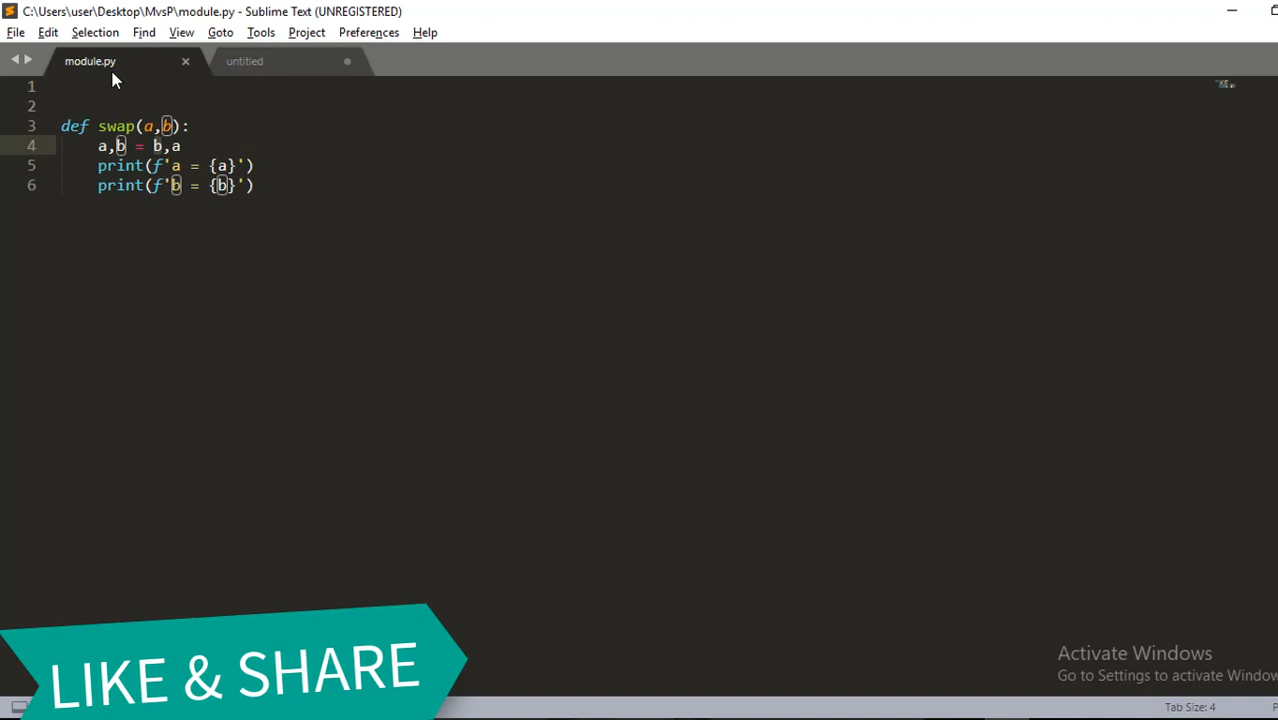 C:\Users\user\Desktop\MvsP\module.py - Sublime Text (UNREGISTERED)
File Edit Selection Find View Goto Tools Project Preferences Help
module.py × untitled
1
2
3 def swap(a,b):
4 a,b = b,a
5 print(f'a = {a}')
6 print(f'b = {b}')
LIKE & SHARE
Activate Windows
Go to Settings to activate Window
Tab Size: 4